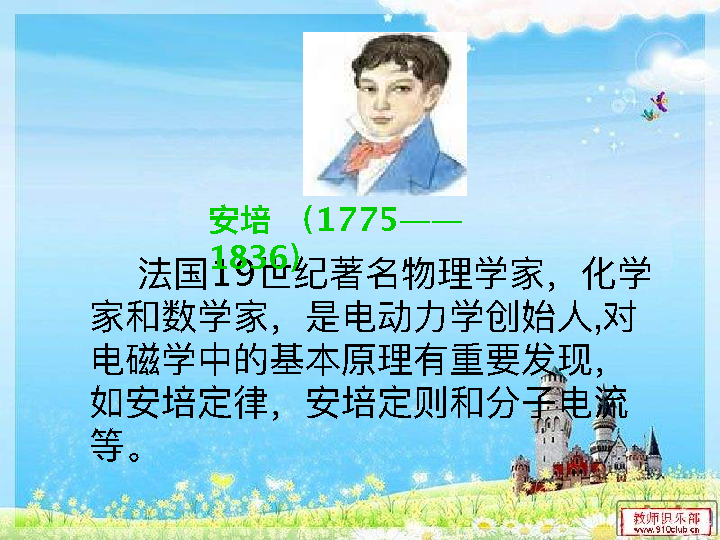 安培 （1775——
1836）
法国19世纪著名物理学家，化学
家和数学家，是电动力学创始人,对
电磁学中的基本原理有重要发现，
如安培定律，安培定则和分子电流
等。
教师俱乐部
www.910club.cn